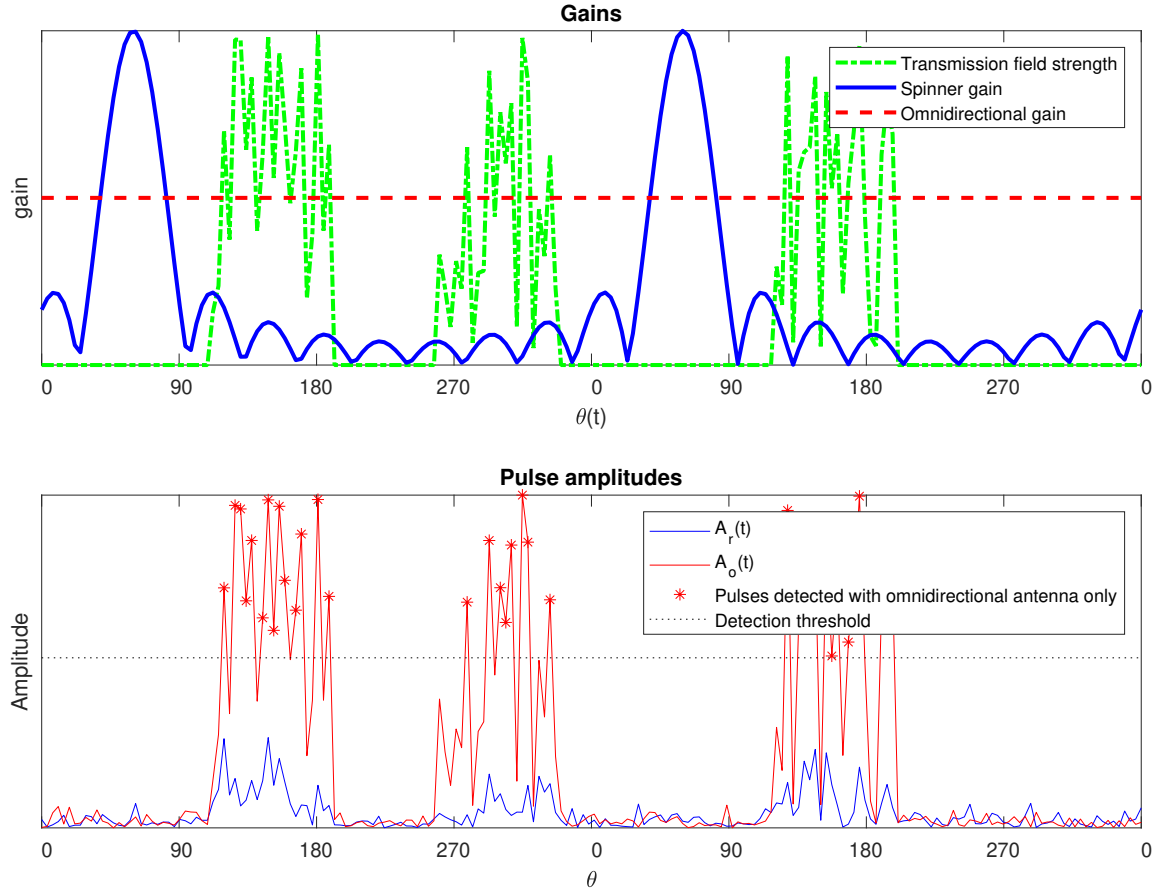 Gains
Transmission field strength
Spinner gain
Omnidirectional gain
gain
0 90 180 270 0 90 180 270 0
θ(t)
Pulse amplitudes
A_r(t)
A_o(t)
Pulses detected with omnidirectional antenna only
Detection threshold
Amplitude
0 90 180 270 0 90 180 270 0
θ